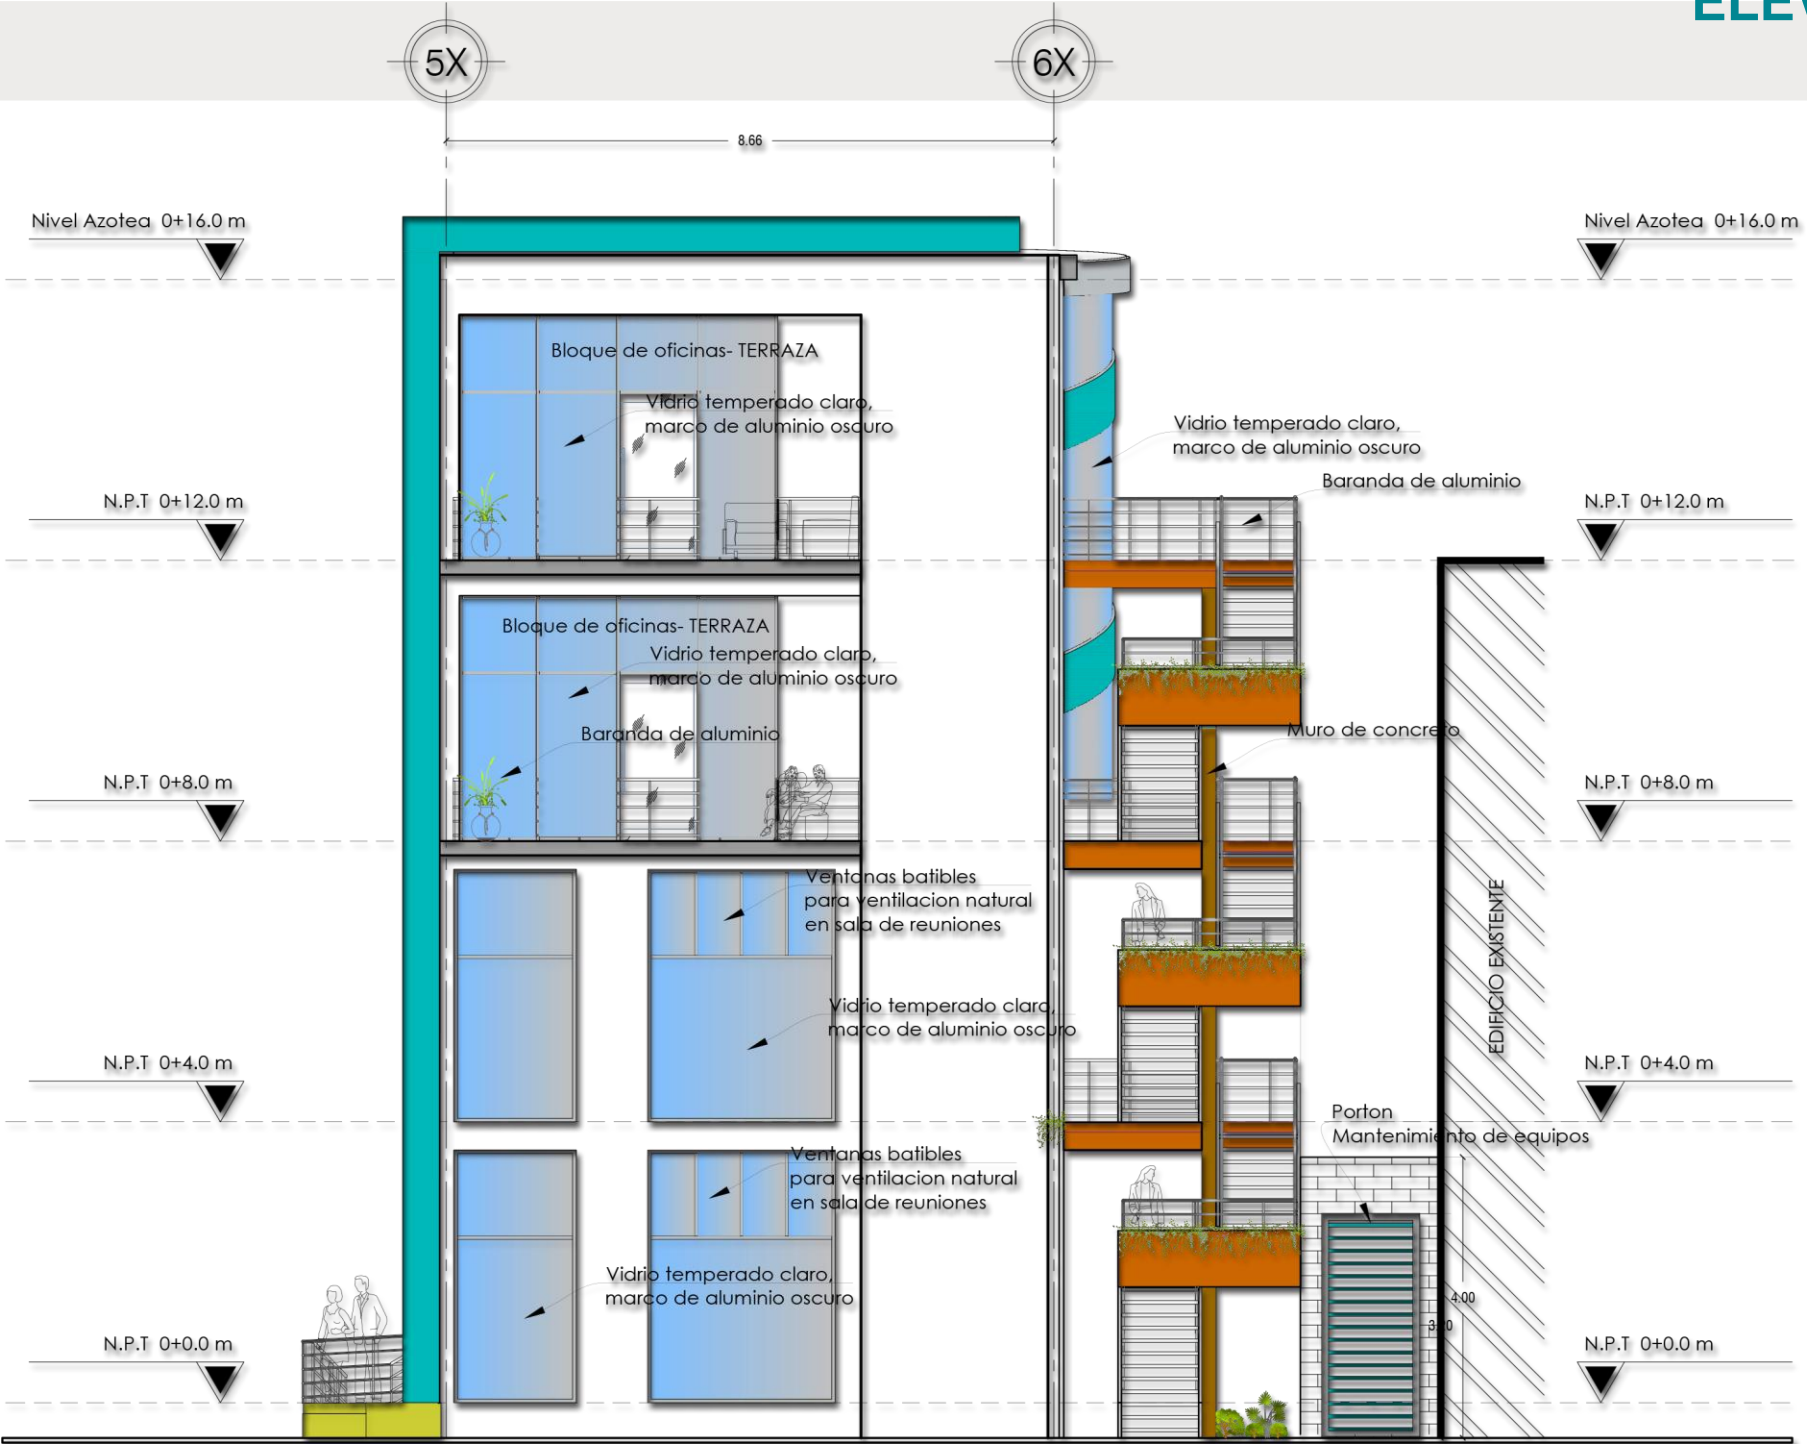 5X
6X
8.66
Nivel Azotea 0+16.0 m
Nivel Azotea 0+16.0 m
Bloque de oficinas- TERRAZA
Vidrio temperado claro,
marco de aluminio oscuro
Vidrio temperado claro,
marco de aluminio oscuro
Baranda de aluminio
N.P.T 0+12.0 m
N.P.T 0+12.0 m
Bloque de oficinas- TERRAZA
Vidrio temperado claro,
marco de aluminio oscuro
Baranda de aluminio
Muro de concreto
N.P.T 0+8.0 m
N.P.T 0+8.0 m
Ventanas batibles
para ventilacion natural
en sala de reuniones
EDIFICIO EXISTENTE
Vidrio temperado claro,
marco de aluminio oscuro
N.P.T 0+4.0 m
N.P.T 0+4.0 m
Porton
Mantenimiento de equipos
Ventanas batibles
para ventilacion natural
en sala de reuniones
Vidrio temperado claro,
marco de aluminio oscuro
4.00
3.20
N.P.T 0+0.0 m
N.P.T 0+0.0 m